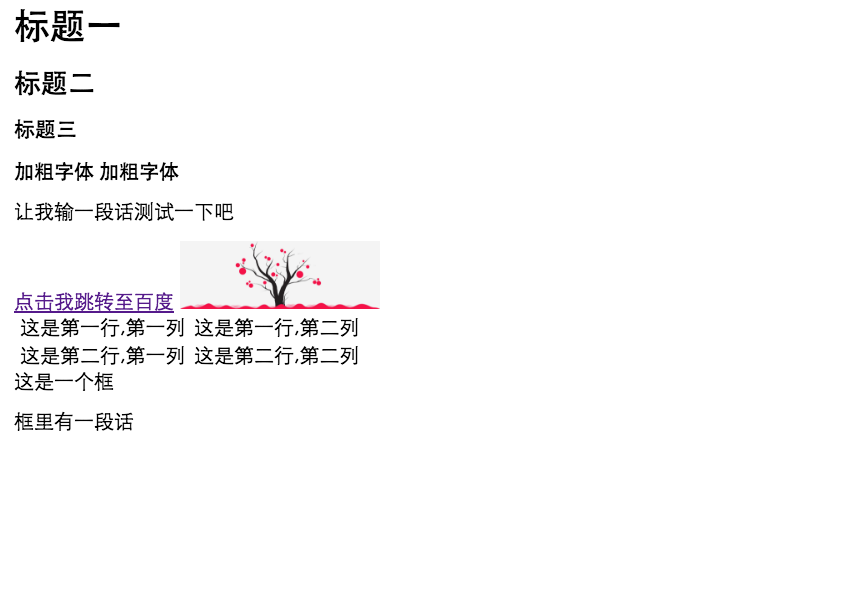 标题一
标题二
标题三
加粗字体 加粗字体
让我输一段话测试一下吧
点击我跳转至百度
这是第一行,第一列 这是第一行,第二列
这是第二行,第一列 这是第二行,第二列
这是一个框
框里有一段话